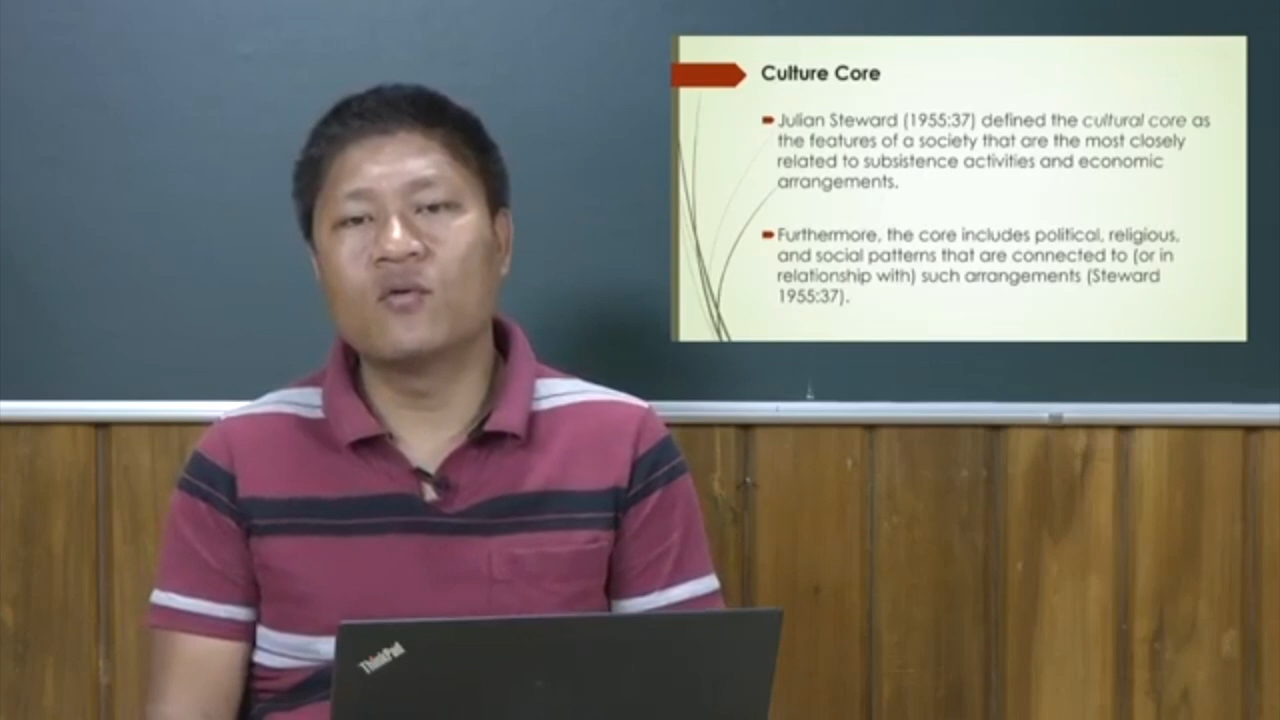 Culture Core
Julian Steward (1955:37) defined the cultural core as
the features of a society that are the most closely
related to subsistence activities and economic
arrangements.
Furthermore, the core includes political, religious,
and social patterns that are connected to (or in
relationship with) such arrangements (Steward
1955:37).
ThinkPad